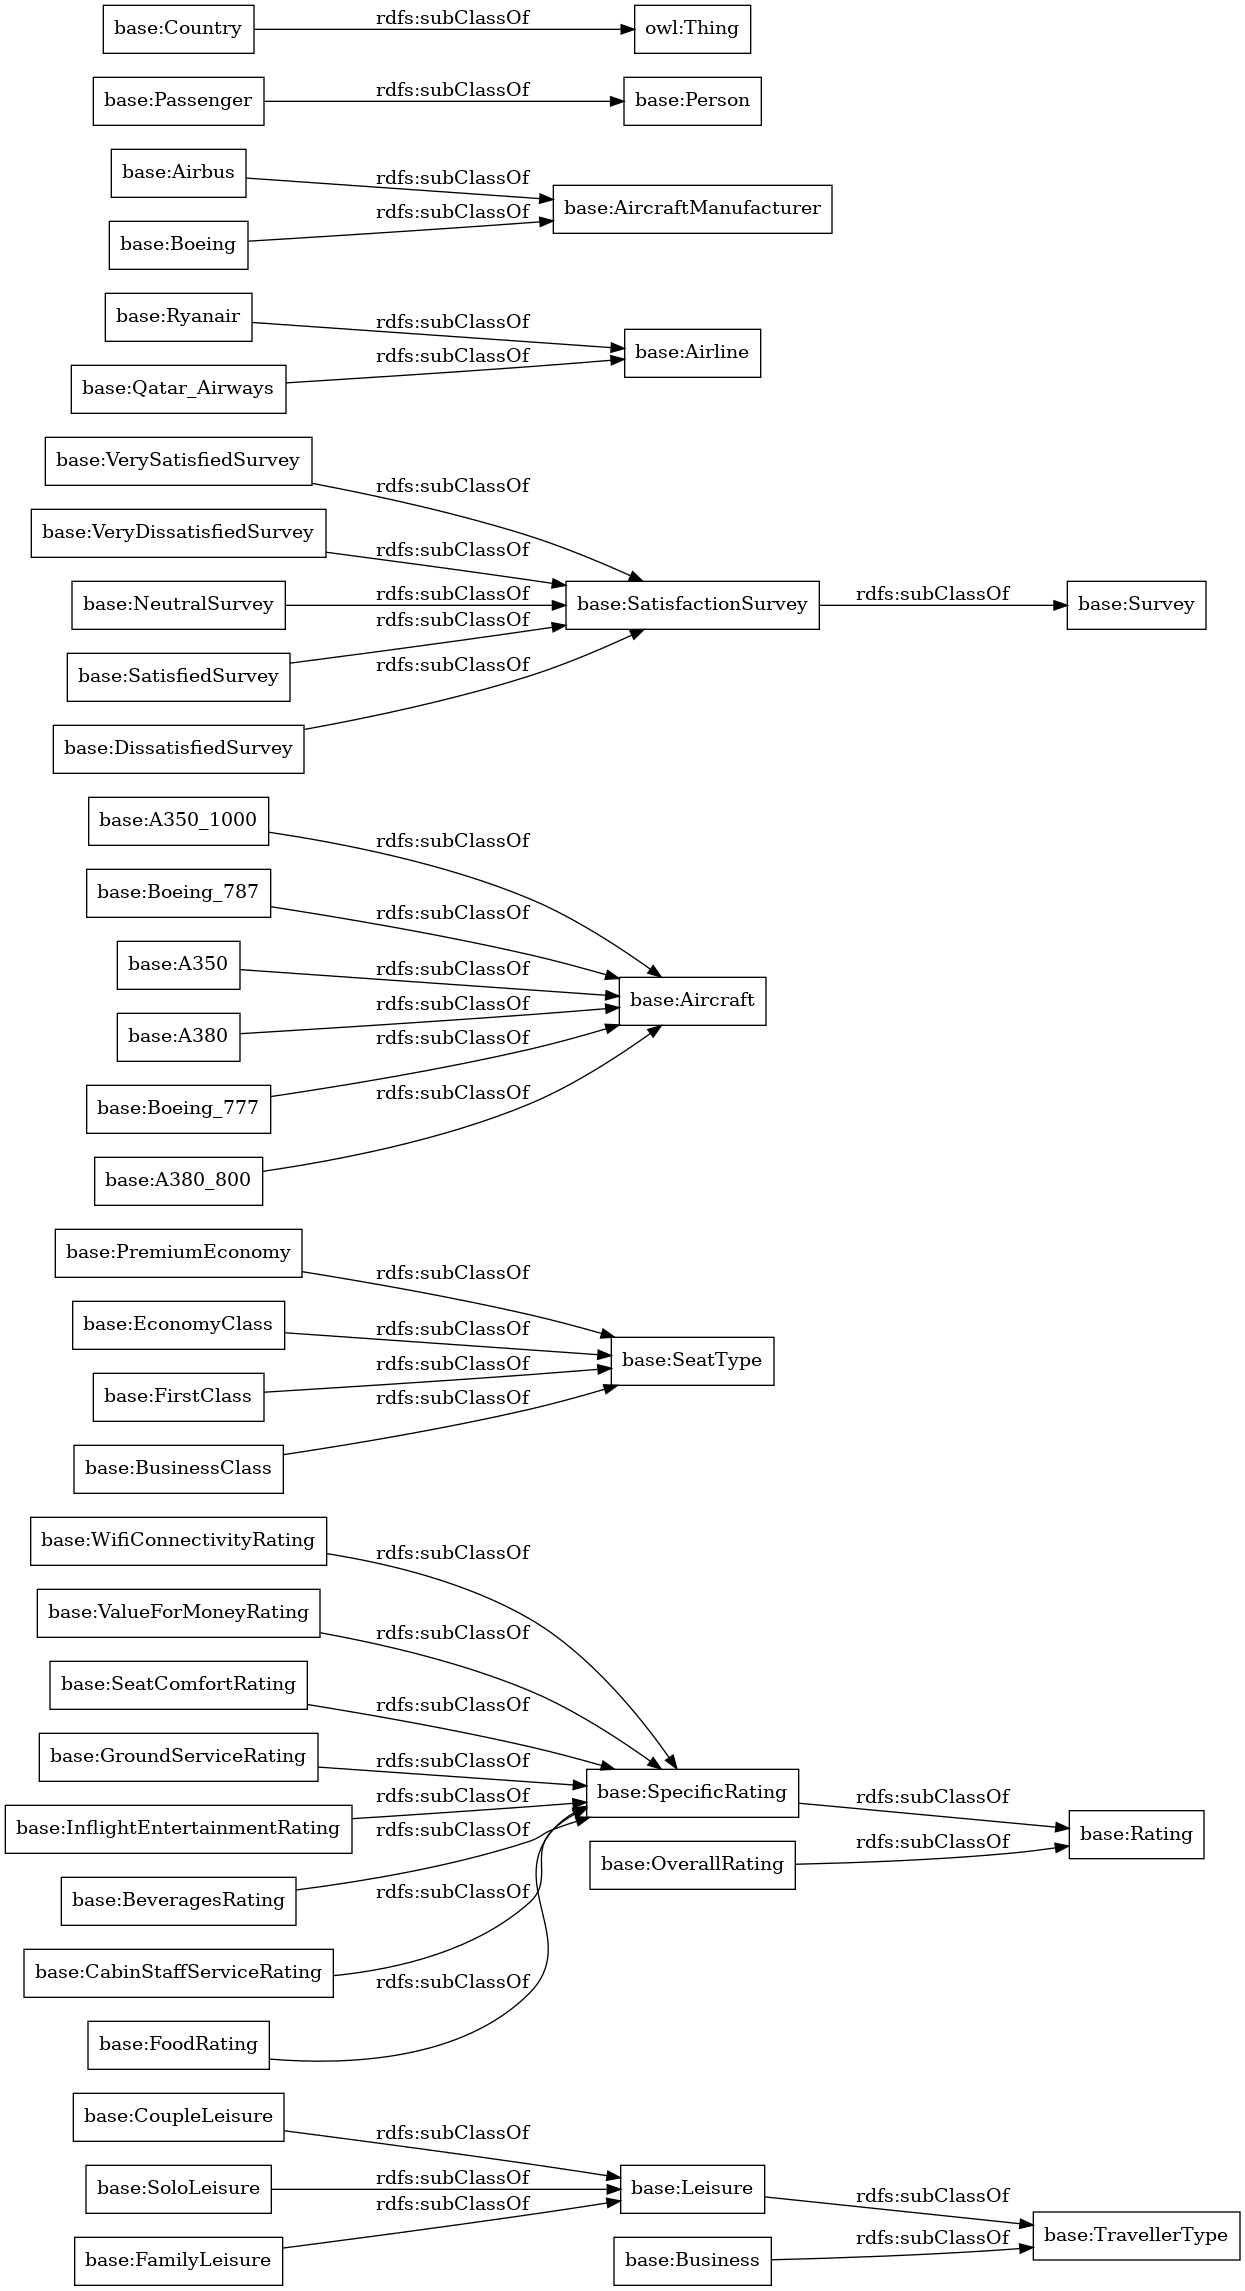 base:Country
rdfs:subClassOf
owl:Thing
base:Passenger
rdfs:subClassOf
base:Person
base:Airbus
rdfs:subClassOf
base:AircraftManufacturer
rdfs:subClassOf
base:Boeing
base:Ryanair
rdfs:subClassOf
base:Airline
rdfs:subClassOf
base:Qatar_Airways
base:VerySatisfiedSurvey
rdfs:subClassOf
base:VeryDissatisfiedSurvey
rdfs:subClassOf
base:NeutralSurvey
rdfs:subClassOf
base:SatisfactionSurvey
rdfs:subClassOf
base:Survey
rdfs:subClassOf
base:SatisfiedSurvey
rdfs:subClassOf
base:DissatisfiedSurvey
base:A350_1000
rdfs:subClassOf
base:Boeing_787
rdfs:subClassOf
base:A350
rdfs:subClassOf
base:Aircraft
rdfs:subClassOf
base:A380
rdfs:subClassOf
base:Boeing_777
rdfs:subClassOf
base:A380_800
base:PremiumEconomy
rdfs:subClassOf
base:EconomyClass
rdfs:subClassOf
base:SeatType
rdfs:subClassOf
base:FirstClass
rdfs:subClassOf
base:BusinessClass
base:WifiConnectivityRating
rdfs:subClassOf
base:ValueForMoneyRating
rdfs:subClassOf
base:SeatComfortRating
rdfs:subClassOf
base:GroundServiceRating
rdfs:subClassOf
base:SpecificRating
rdfs:subClassOf
base:Rating
rdfs:subClassOf
base:InflightEntertainmentRating
rdfs:subClassOf
base:OverallRating
rdfs:subClassOf
base:BeveragesRating
rdfs:subClassOf
base:CabinStaffServiceRating
rdfs:subClassOf
base:FoodRating
base:CoupleLeisure
rdfs:subClassOf
base:SoloLeisure
rdfs:subClassOf
base:Leisure
rdfs:subClassOf
base:TravellerType
rdfs:subClassOf
base:FamilyLeisure
base:Business
rdfs:subClassOf